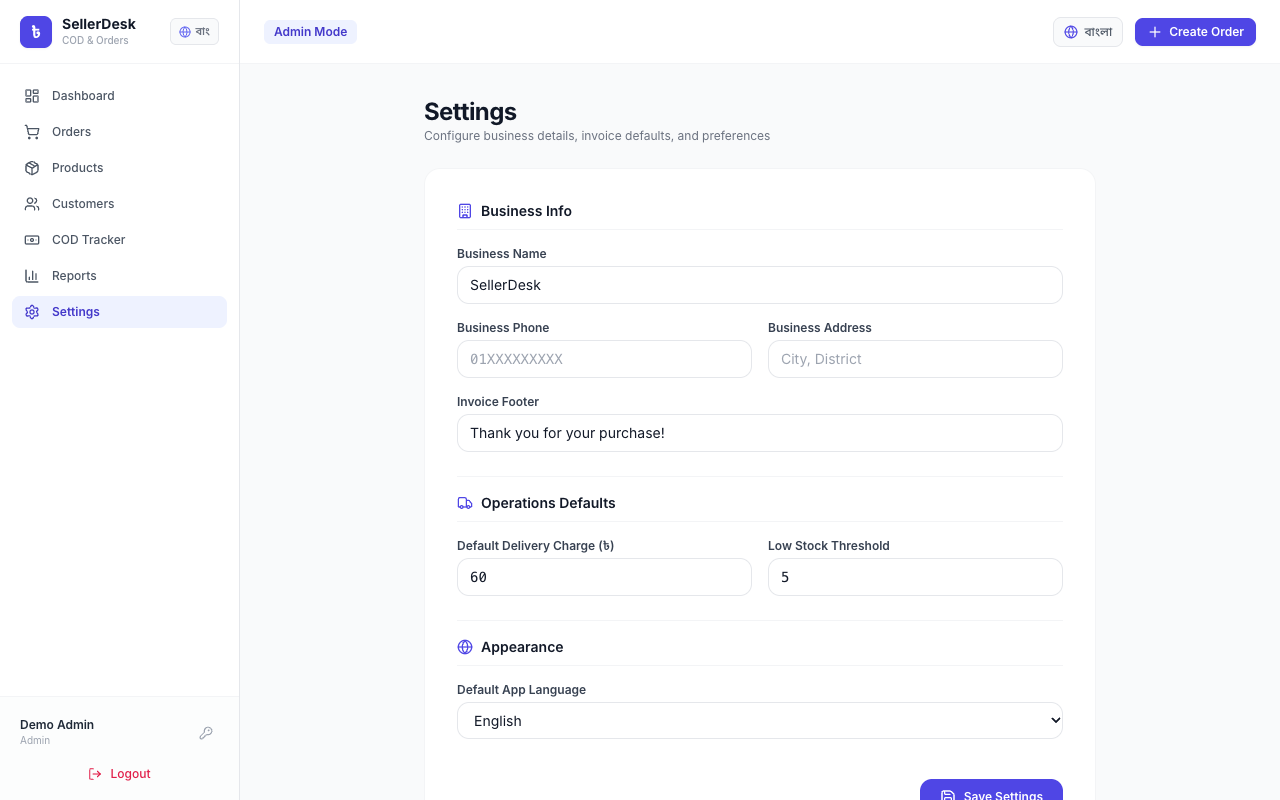 ৳
SellerDesk
COD & Orders
বাং
Dashboard
Orders
Products
Customers
COD Tracker
Reports
Settings
Demo Admin
Admin
Logout
Admin Mode
বাংলা
Create Order
Settings
Configure business details, invoice defaults, and preferences
Business Info
Business Name
SellerDesk
Business Phone
Business Address
01XXXXXXXXX
City, District
Invoice Footer
Thank you for your purchase!
Operations Defaults
Default Delivery Charge (৳)
Low Stock Threshold
60
5
Appearance
Default App Language
English
Save Settings